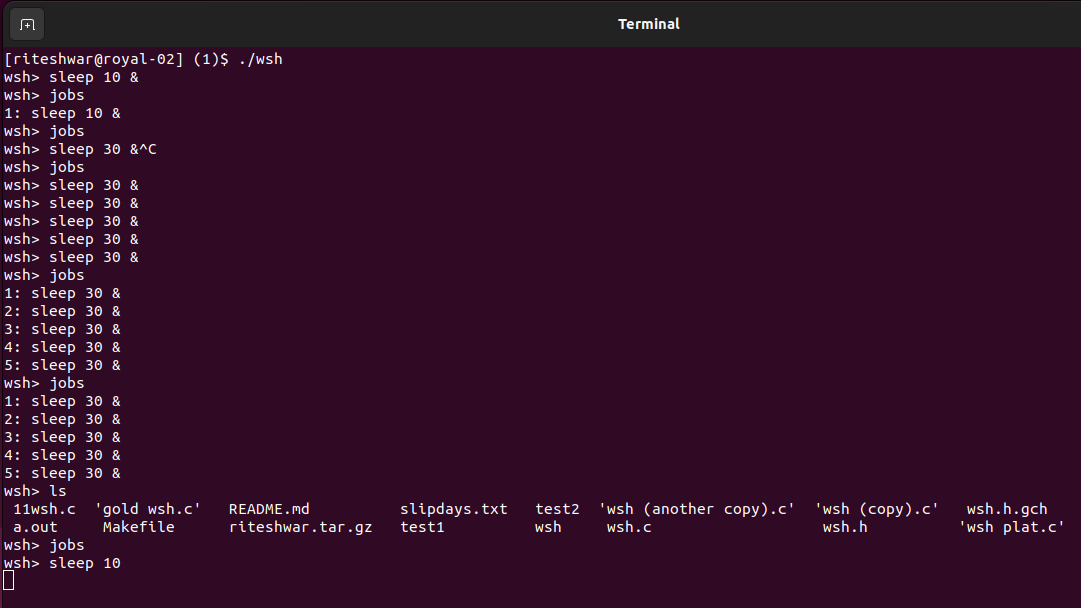 Terminal
[riteshwar@royal-02] (1)$ ./wsh
wsh> sleep 10 &
wsh> jobs
1: sleep 10 &
wsh> jobs
wsh> sleep 30 &^C
wsh> jobs
wsh> sleep 30 &
wsh> sleep 30 &
wsh> sleep 30 &
wsh> sleep 30 &
wsh> sleep 30 &
wsh> jobs
1: sleep 30 &
2: sleep 30 &
3: sleep 30 &
4: sleep 30 &
5: sleep 30 &
wsh> jobs
1: sleep 30 &
2: sleep 30 &
3: sleep 30 &
4: sleep 30 &
5: sleep 30 &
wsh> ls
 11wsh.c  'gold wsh.c'   README.md          slipdays.txt   test2  'wsh (another copy).c'  'wsh (copy).c'   wsh.h.gch
 a.out     Makefile      riteshwar.tar.gz   test1          wsh     wsh.c                   wsh.h          'wsh plat.c'
wsh> jobs
wsh> sleep 10